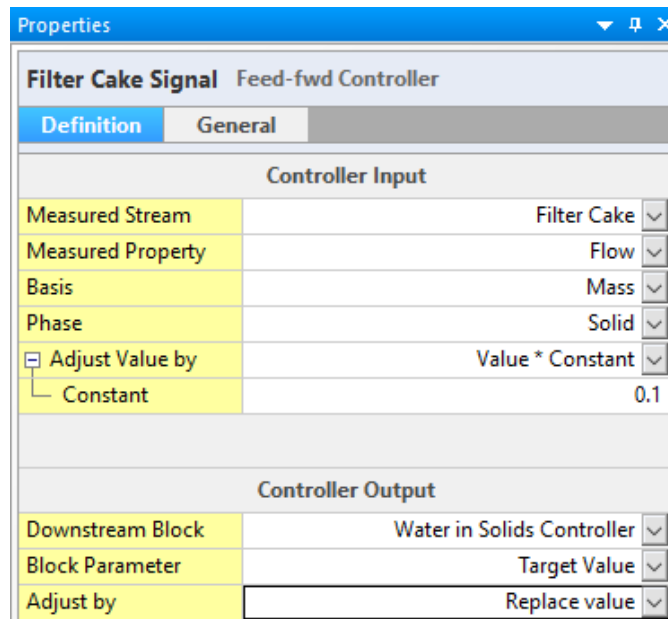 Properties
Filter Cake Signal Feed-fwd Controller
Definition General
Controller Input
Measured Stream Filter Cake
Measured Property Flow
Basis Mass
Phase Solid
Adjust Value by Value * Constant
Constant 0.1
Controller Output
Downstream Block Water in Solids Controller
Block Parameter Target Value
Adjust by Replace value